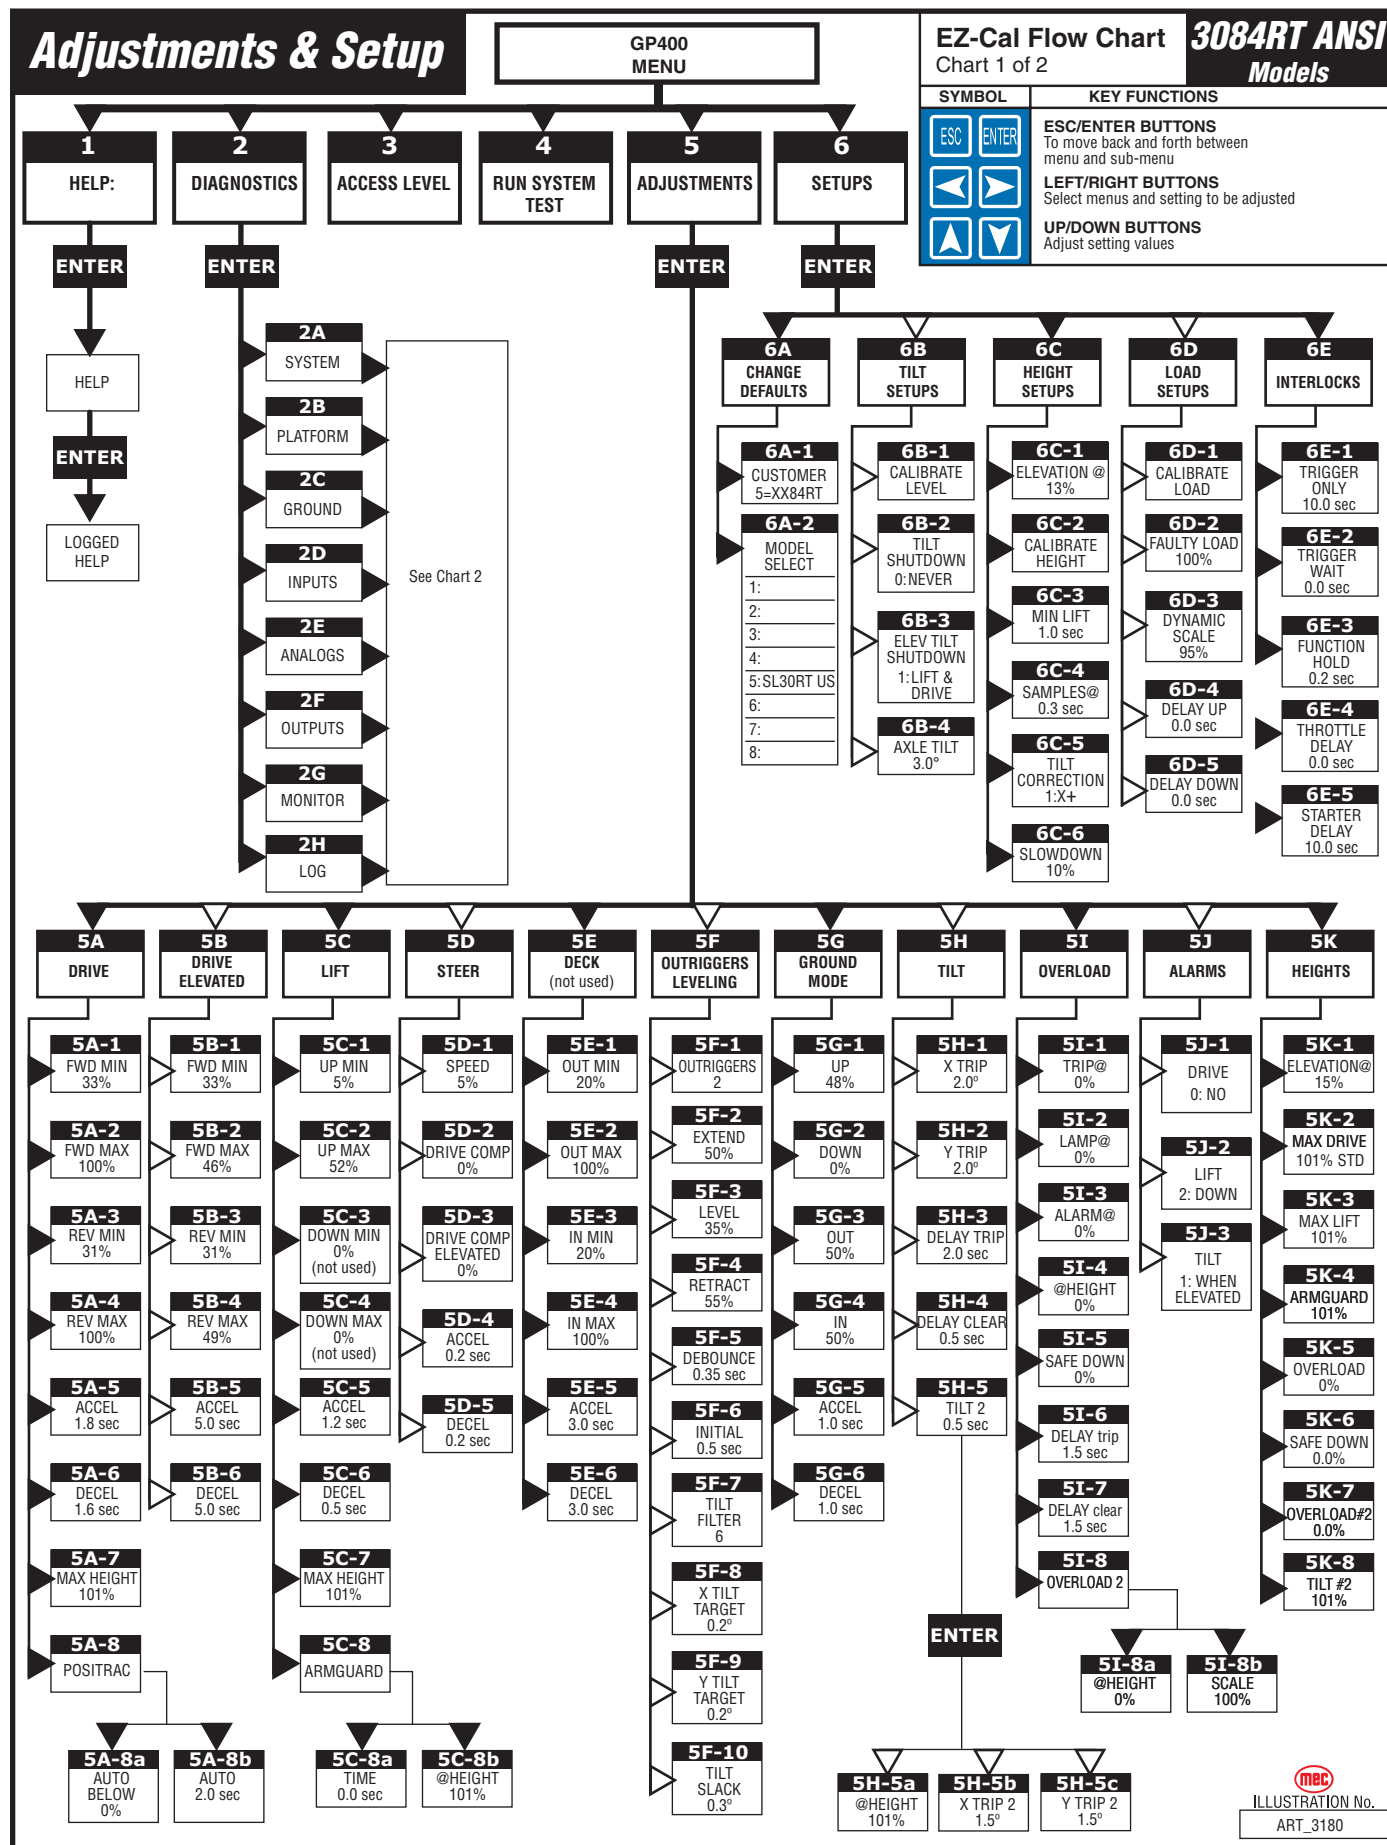 Adjustments & Setup
GP400
MENU
EZ-Cal Flow Chart
Chart 1 of 2
3084RT ANSI
Models
SYMBOL
KEY FUNCTIONS
ESC
ENTER
ESC/ENTER BUTTONS
To move back and forth between
menu and sub-menu
LEFT/RIGHT BUTTONS
Select menus and setting to be adjusted
UP/DOWN BUTTONS
Adjust setting values
1
HELP:
2
DIAGNOSTICS
3
ACCESS LEVEL
4
RUN SYSTEM
TEST
5
ADJUSTMENTS
6
SETUPS
ENTER
ENTER
ENTER
ENTER
HELP
ENTER
LOGGED
HELP
2A
SYSTEM
2B
PLATFORM
2C
GROUND
2D
INPUTS
2E
ANALOGS
2F
OUTPUTS
2G
MONITOR
2H
LOG
See Chart 2
6A
CHANGE
DEFAULTS
6A-1
CUSTOMER
5=XX84RT
6A-2
MODEL
SELECT
1:
2:
3:
4:
5:SL30RT US
6:
7:
8:
6B
TILT
SETUPS
6B-1
CALIBRATE
LEVEL
6B-2
TILT
SHUTDOWN
0:NEVER
6B-3
ELEV TILT
SHUTDOWN
1:LIFT &
DRIVE
6B-4
AXLE TILT
3.0°
6C
HEIGHT
SETUPS
6C-1
ELEVATION @
13%
6C-2
CALIBRATE
HEIGHT
6C-3
MIN LIFT
1.0 sec
6C-4
SAMPLES@
0.3 sec
6C-5
TILT
CORRECTION
1:X+
6C-6
SLOWDOWN
10%
6D
LOAD
SETUPS
6D-1
CALIBRATE
LOAD
6D-2
FAULTY LOAD
100%
6D-3
DYNAMIC
SCALE
95%
6D-4
DELAY UP
0.0 sec
6D-5
DELAY DOWN
0.0 sec
6E
INTERLOCKS
6E-1
TRIGGER
ONLY
10.0 sec
6E-2
TRIGGER
WAIT
0.0 sec
6E-3
FUNCTION
HOLD
0.2 sec
6E-4
THROTTLE
DELAY
0.0 sec
6E-5
STARTER
DELAY
10.0 sec
5A
DRIVE
5A-1
FWD MIN
33%
5A-2
FWD MAX
100%
5A-3
REV MIN
31%
5A-4
REV MAX
100%
5A-5
ACCEL
1.8 sec
5A-6
DECEL
1.6 sec
5A-7
MAX HEIGHT
101%
5A-8
POSITRAC
5A-8a
AUTO
BELOW
0%
5A-8b
AUTO
2.0 sec
5B
DRIVE
ELEVATED
5B-1
FWD MIN
33%
5B-2
FWD MAX
46%
5B-3
REV MIN
31%
5B-4
REV MAX
49%
5B-5
ACCEL
5.0 sec
5B-6
DECEL
5.0 sec
5C
LIFT
5C-1
UP MIN
5%
5C-2
UP MAX
52%
5C-3
DOWN MIN
0%
(not used)
5C-4
DOWN MAX
0%
(not used)
5C-5
ACCEL
1.2 sec
5C-6
DECEL
0.5 sec
5C-7
MAX HEIGHT
101%
5C-8
ARMGUARD
5C-8a
TIME
0.0 sec
5C-8b
@HEIGHT
101%
5D
STEER
5D-1
SPEED
5%
5D-2
DRIVE COMP
0%
5D-3
DRIVE COMP
ELEVATED
0%
5D-4
ACCEL
0.2 sec
5D-5
DECEL
0.2 sec
5E
DECK
(not used)
5E-1
OUT MIN
20%
5E-2
OUT MAX
100%
5E-3
IN MIN
20%
5E-4
IN MAX
100%
5E-5
ACCEL
3.0 sec
5E-6
DECEL
3.0 sec
5F
OUTRIGGERS
LEVELING
5F-1
OUTRIGGERS
2
5F-2
EXTEND
50%
5F-3
LEVEL
35%
5F-4
RETRACT
55%
5F-5
DEBOUNCE
0.35 sec
5F-6
INITIAL
0.5 sec
5F-7
TILT
FILTER
6
5F-8
X TILT
TARGET
0.2º
5F-9
Y TILT
TARGET
0.2º
5F-10
TILT
SLACK
0.3º
5G
GROUND
MODE
5G-1
UP
48%
5G-2
DOWN
0%
5G-3
OUT
50%
5G-4
IN
50%
5G-5
ACCEL
1.0 sec
5G-6
DECEL
1.0 sec
5H
TILT
5H-1
X TRIP
2.0º
5H-2
Y TRIP
2.0º
5H-3
DELAY TRIP
2.0 sec
5H-4
DELAY CLEAR
0.5 sec
5H-5
TILT 2
0.5 sec
ENTER
5H-5a
@HEIGHT
101%
5H-5b
X TRIP 2
1.5º
5H-5c
Y TRIP 2
1.5º
5I
OVERLOAD
5I-1
TRIP@
0%
5I-2
LAMP@
0%
5I-3
ALARM@
0%
5I-4
@HEIGHT
0%
5I-5
SAFE DOWN
0%
5I-6
DELAY trip
1.5 sec
5I-7
DELAY clear
1.5 sec
5I-8
OVERLOAD 2
5I-8a
@HEIGHT
0%
5I-8b
SCALE
100%
5J
ALARMS
5J-1
DRIVE
0: NO
5J-2
LIFT
2: DOWN
5J-3
TILT
1: WHEN
ELEVATED
5K
HEIGHTS
5K-1
ELEVATION@
15%
5K-2
MAX DRIVE
101% STD
5K-3
MAX LIFT
101%
5K-4
ARMGUARD
101%
5K-5
OVERLOAD
0%
5K-6
SAFE DOWN
0.0%
5K-7
OVERLOAD#2
0.0%
5K-8
TILT #2
101%
mec
ILLUSTRATION No.
ART_3180